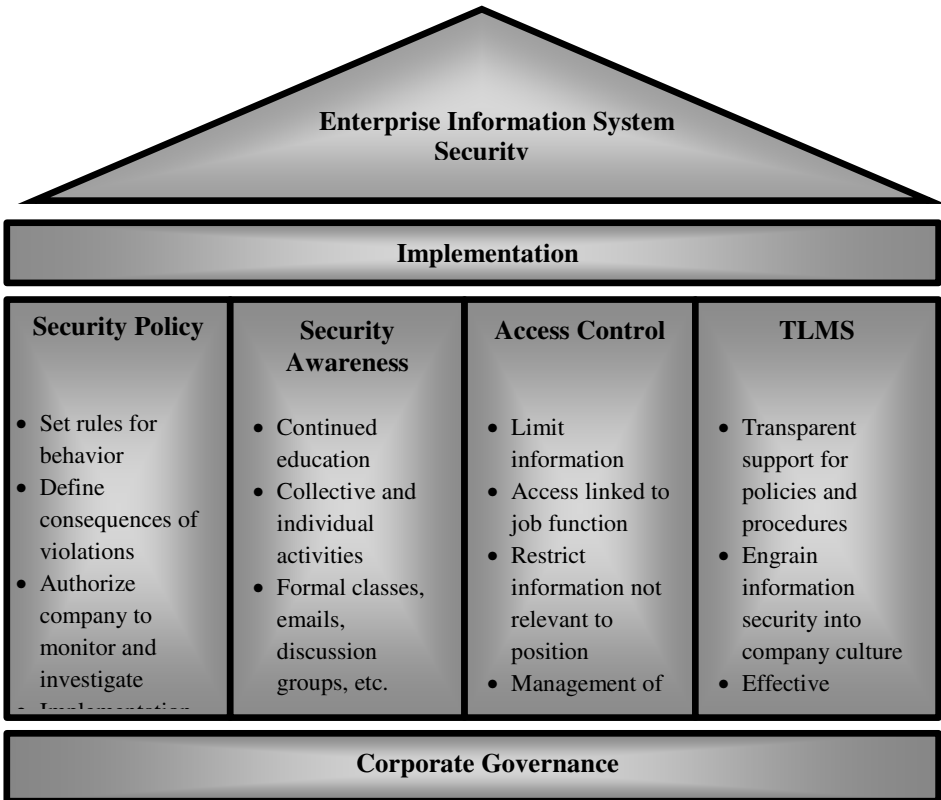 Enterprise Information System
Security
Implementation
Security Policy
• Set rules for
behavior
• Define
consequences of
violations
• Authorize
company to
monitor and
investigate
• Implementation
Security
Awareness
• Continued
education
• Collective and
individual
activities
• Formal classes,
emails,
discussion
groups, etc.
Access Control
• Limit
information
• Access linked to
job function
• Restrict
information not
relevant to
position
• Management of
TLMS
• Transparent
support for
policies and
procedures
• Engrain
information
security into
company culture
• Effective
Corporate Governance